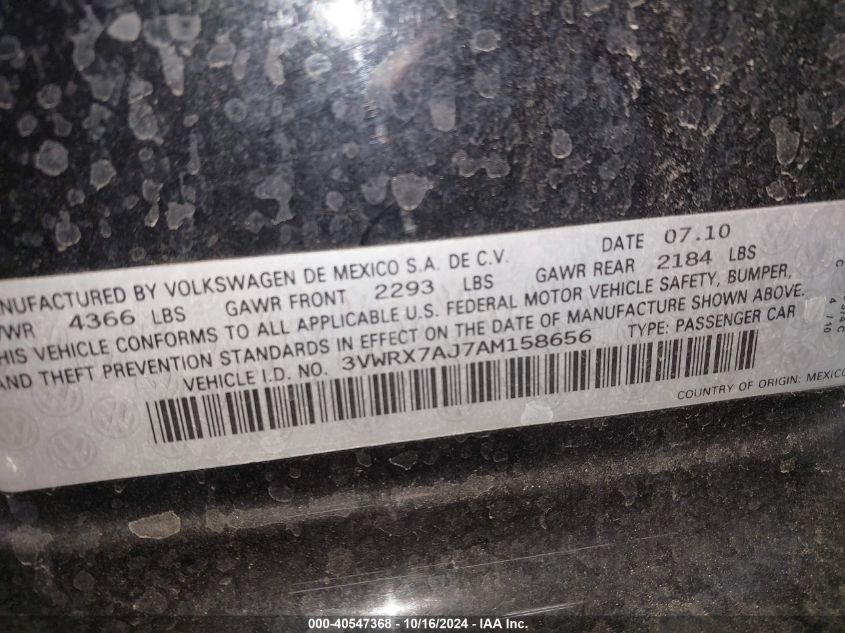 NUFACTURED BY VOLKSWAGEN DE MEXICO S.A. DE C.V. DATE 07.10
VWR 4366 LBS GAWR FRONT 2293 LBS GAWR REAR 2184 LBS
HIS VEHICLE CONFORMS TO ALL APPLICABLE U.S. FEDERAL MOTOR VEHICLE SAFETY, BUMPER,
AND THEFT PREVENTION STANDARDS IN EFFECT ON THE DATE OF MANUFACTURE SHOWN ABOVE.
VEHICLE I.D. NO. 3VWRX7AJ7AM158656 TYPE: PASSENGER CAR
COUNTRY OF ORIGIN: MEXICO
000-40547368 - 10/16/2024 - IAA Inc.